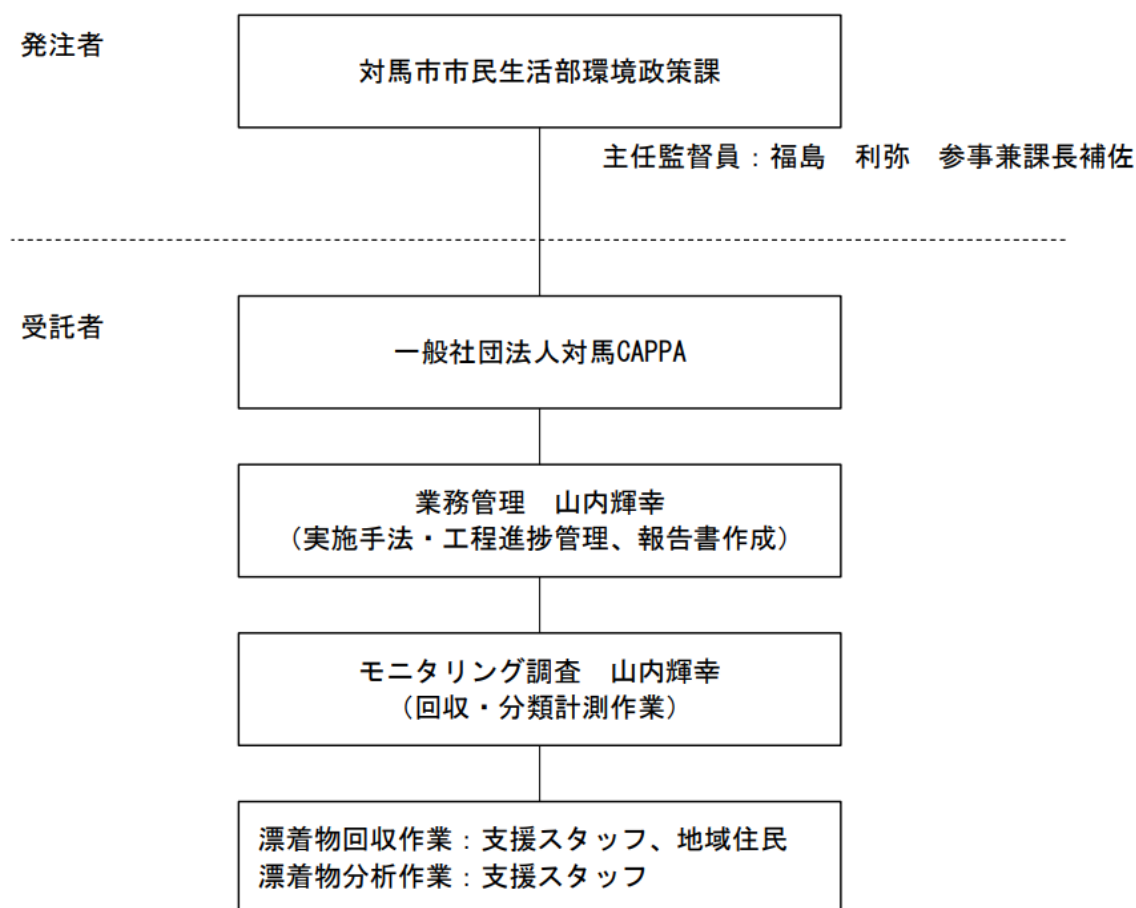 発注者
対馬市市民生活部環境政策課
主任監督員：福島　利弥　参事兼課長補佐
受託者
一般社団法人対馬CAPPA
業務管理　山内輝幸
（実施手法・工程進捗管理、報告書作成）
モニタリング調査　山内輝幸
（回収・分類計測作業）
漂着物回収作業：支援スタッフ、地域住民
漂着物分析作業：支援スタッフ